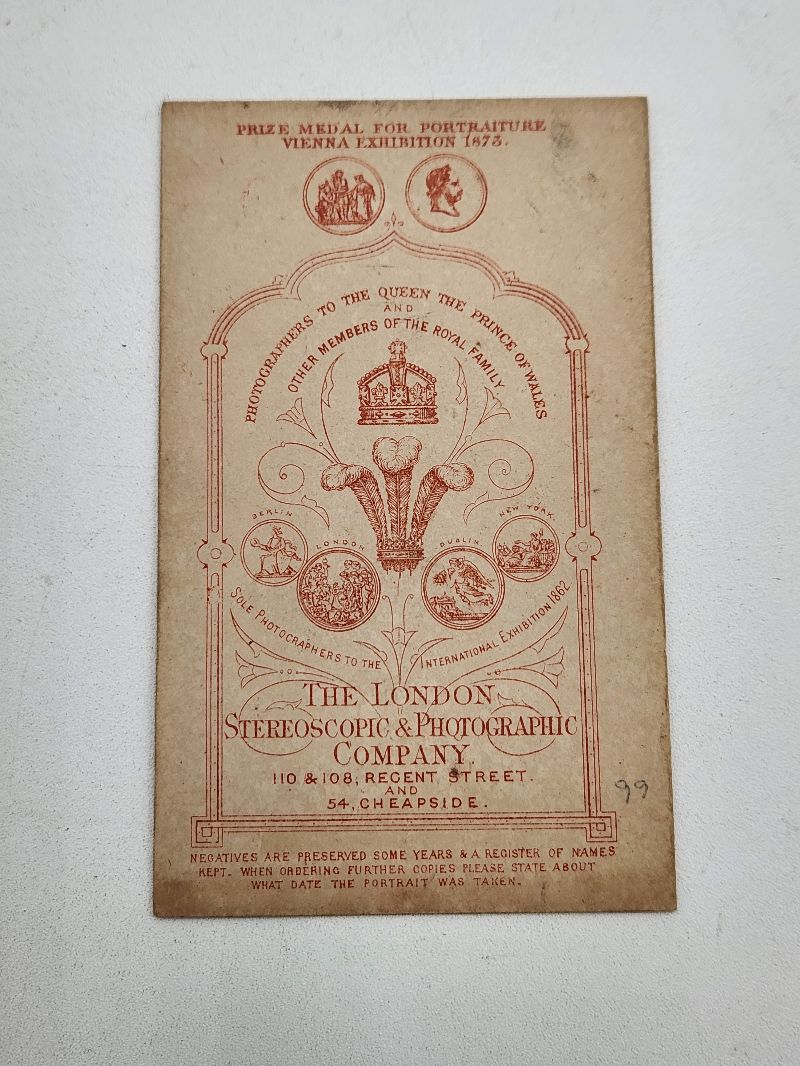 PRIZE MEDAL FOR PORTRAITURE
VIENNA EXHIBITION 1873.
PHOTOGRAPHERS TO THE QUEEN THE PRINCE OF WALES
AND
OTHER MEMBERS OF THE ROYAL FAMILY
BERLIN
LONDON
DUBLIN
NEW YORK
SOLE PHOTOGRAPHERS TO THE INTERNATIONAL EXHIBITION 1862
THE LONDON
STEREOSCOPIC & PHOTOGRAPHIC
COMPANY.
110 & 108, REGENT STREET.
AND
54, CHEAPSIDE.
99
NEGATIVES ARE PRESERVED SOME YEARS & A REGISTER OF NAMES
KEPT. WHEN ORDERING FURTHER COPIES PLEASE STATE ABOUT
WHAT DATE THE PORTRAIT WAS TAKEN.